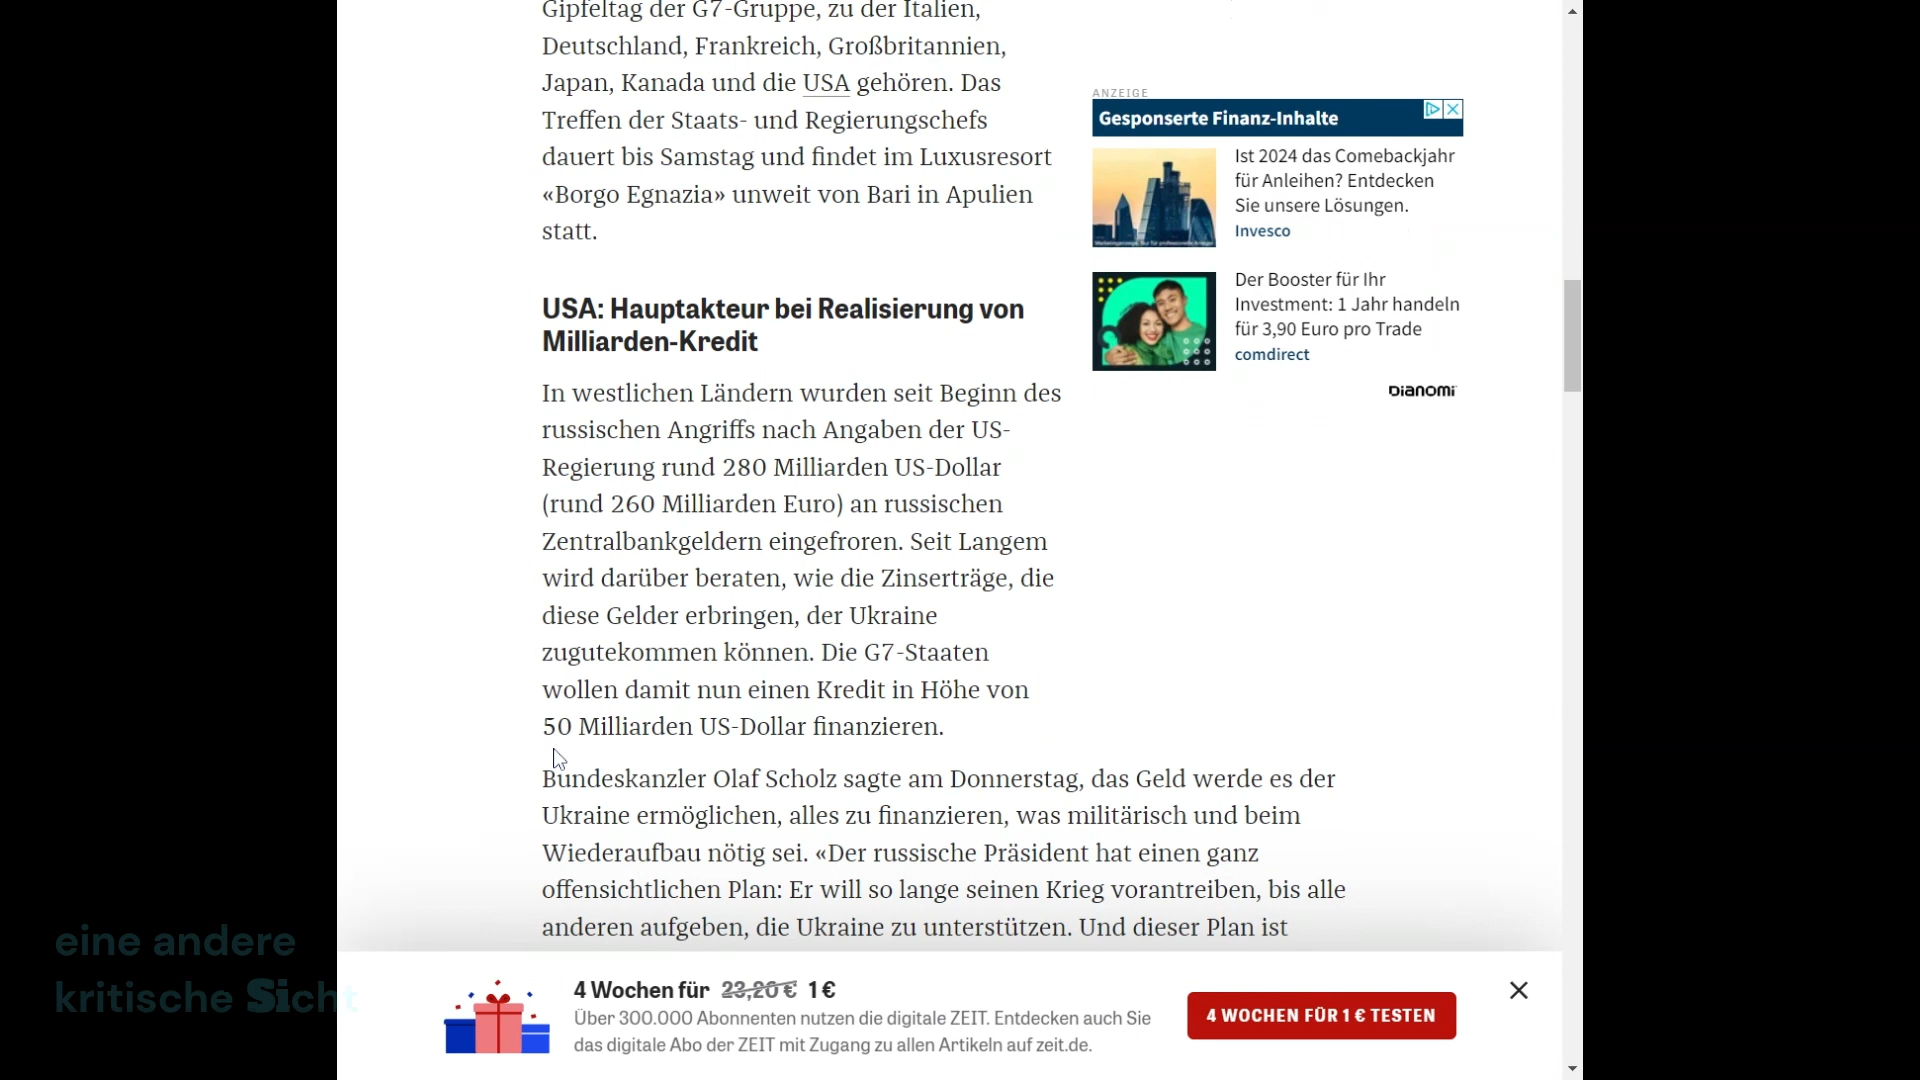 Gipfeltag der G7-Gruppe, zu der Italien,
Deutschland, Frankreich, Großbritannien,
Japan, Kanada und die USA gehören. Das
Treffen der Staats- und Regierungschefs
dauert bis Samstag und findet im Luxusresort
«Borgo Egnazia» unweit von Bari in Apulien
statt.
USA: Hauptakteur bei Realisierung von
Milliarden-Kredit
In westlichen Ländern wurden seit Beginn des
russischen Angriffs nach Angaben der US-
Regierung rund 280 Milliarden US-Dollar
(rund 260 Milliarden Euro) an russischen
Zentralbankgeldern eingefroren. Seit Langem
wird darüber beraten, wie die Zinserträge, die
diese Gelder erbringen, der Ukraine
zugutekommen können. Die G7-Staaten
wollen damit nun einen Kredit in Höhe von
50 Milliarden US-Dollar finanzieren.
Bundeskanzler Olaf Scholz sagte am Donnerstag, das Geld werde es der
Ukraine ermöglichen, alles zu finanzieren, was militärisch und beim
Wiederaufbau nötig sei. «Der russische Präsident hat einen ganz
offensichtlichen Plan: Er will so lange seinen Krieg vorantreiben, bis alle
anderen aufgeben, die Ukraine zu unterstützen. Und dieser Plan ist
ANZEIGE
Gesponserte Finanz-Inhalte
Ist 2024 das Comebackjahr
für Anleihen? Entdecken
Sie unsere Lösungen.
Invesco
Der Booster für Ihr
Investment: 1 Jahr handeln
für 3,90 Euro pro Trade
comdirect
DIANOMI
4 Wochen für 23,20 € 1 €
Über 300.000 Abonnenten nutzen die digitale ZEIT. Entdecken auch Sie
das digitale Abo der ZEIT mit Zugang zu allen Artikeln auf zeit.de.
4 WOCHEN FÜR 1 € TESTEN
eine andere
kritische Sicht